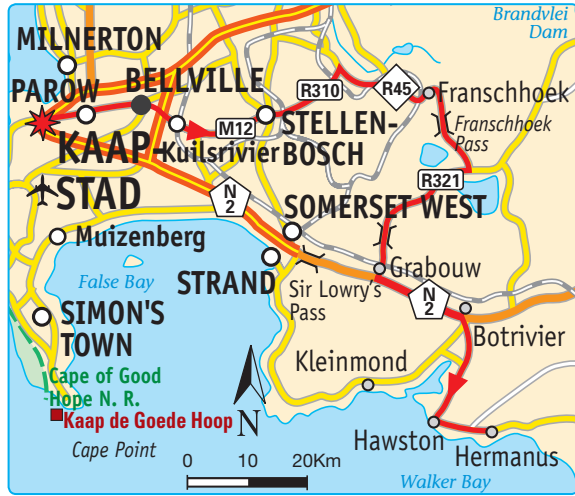 Brandvlei
Dam
MILNERTON
PAROW
BELLVILLE
R310
R45
Franschhoek
Franschhoek
Pass
M12
STELLEN-
BOSCH
KAAP-
STAD
Kuilsrivier
R321
N
2
SOMERSET WEST
Muizenberg
False Bay
STRAND
Grabouw
Sir Lowry's
Pass
N
2
SIMON'S
TOWN
Botrivier
Kleinmond
Cape of Good
Hope N. R.
Kaap de Goede Hoop
N
Cape Point
Hawston
Hermanus
0 10 20Km
Walker Bay